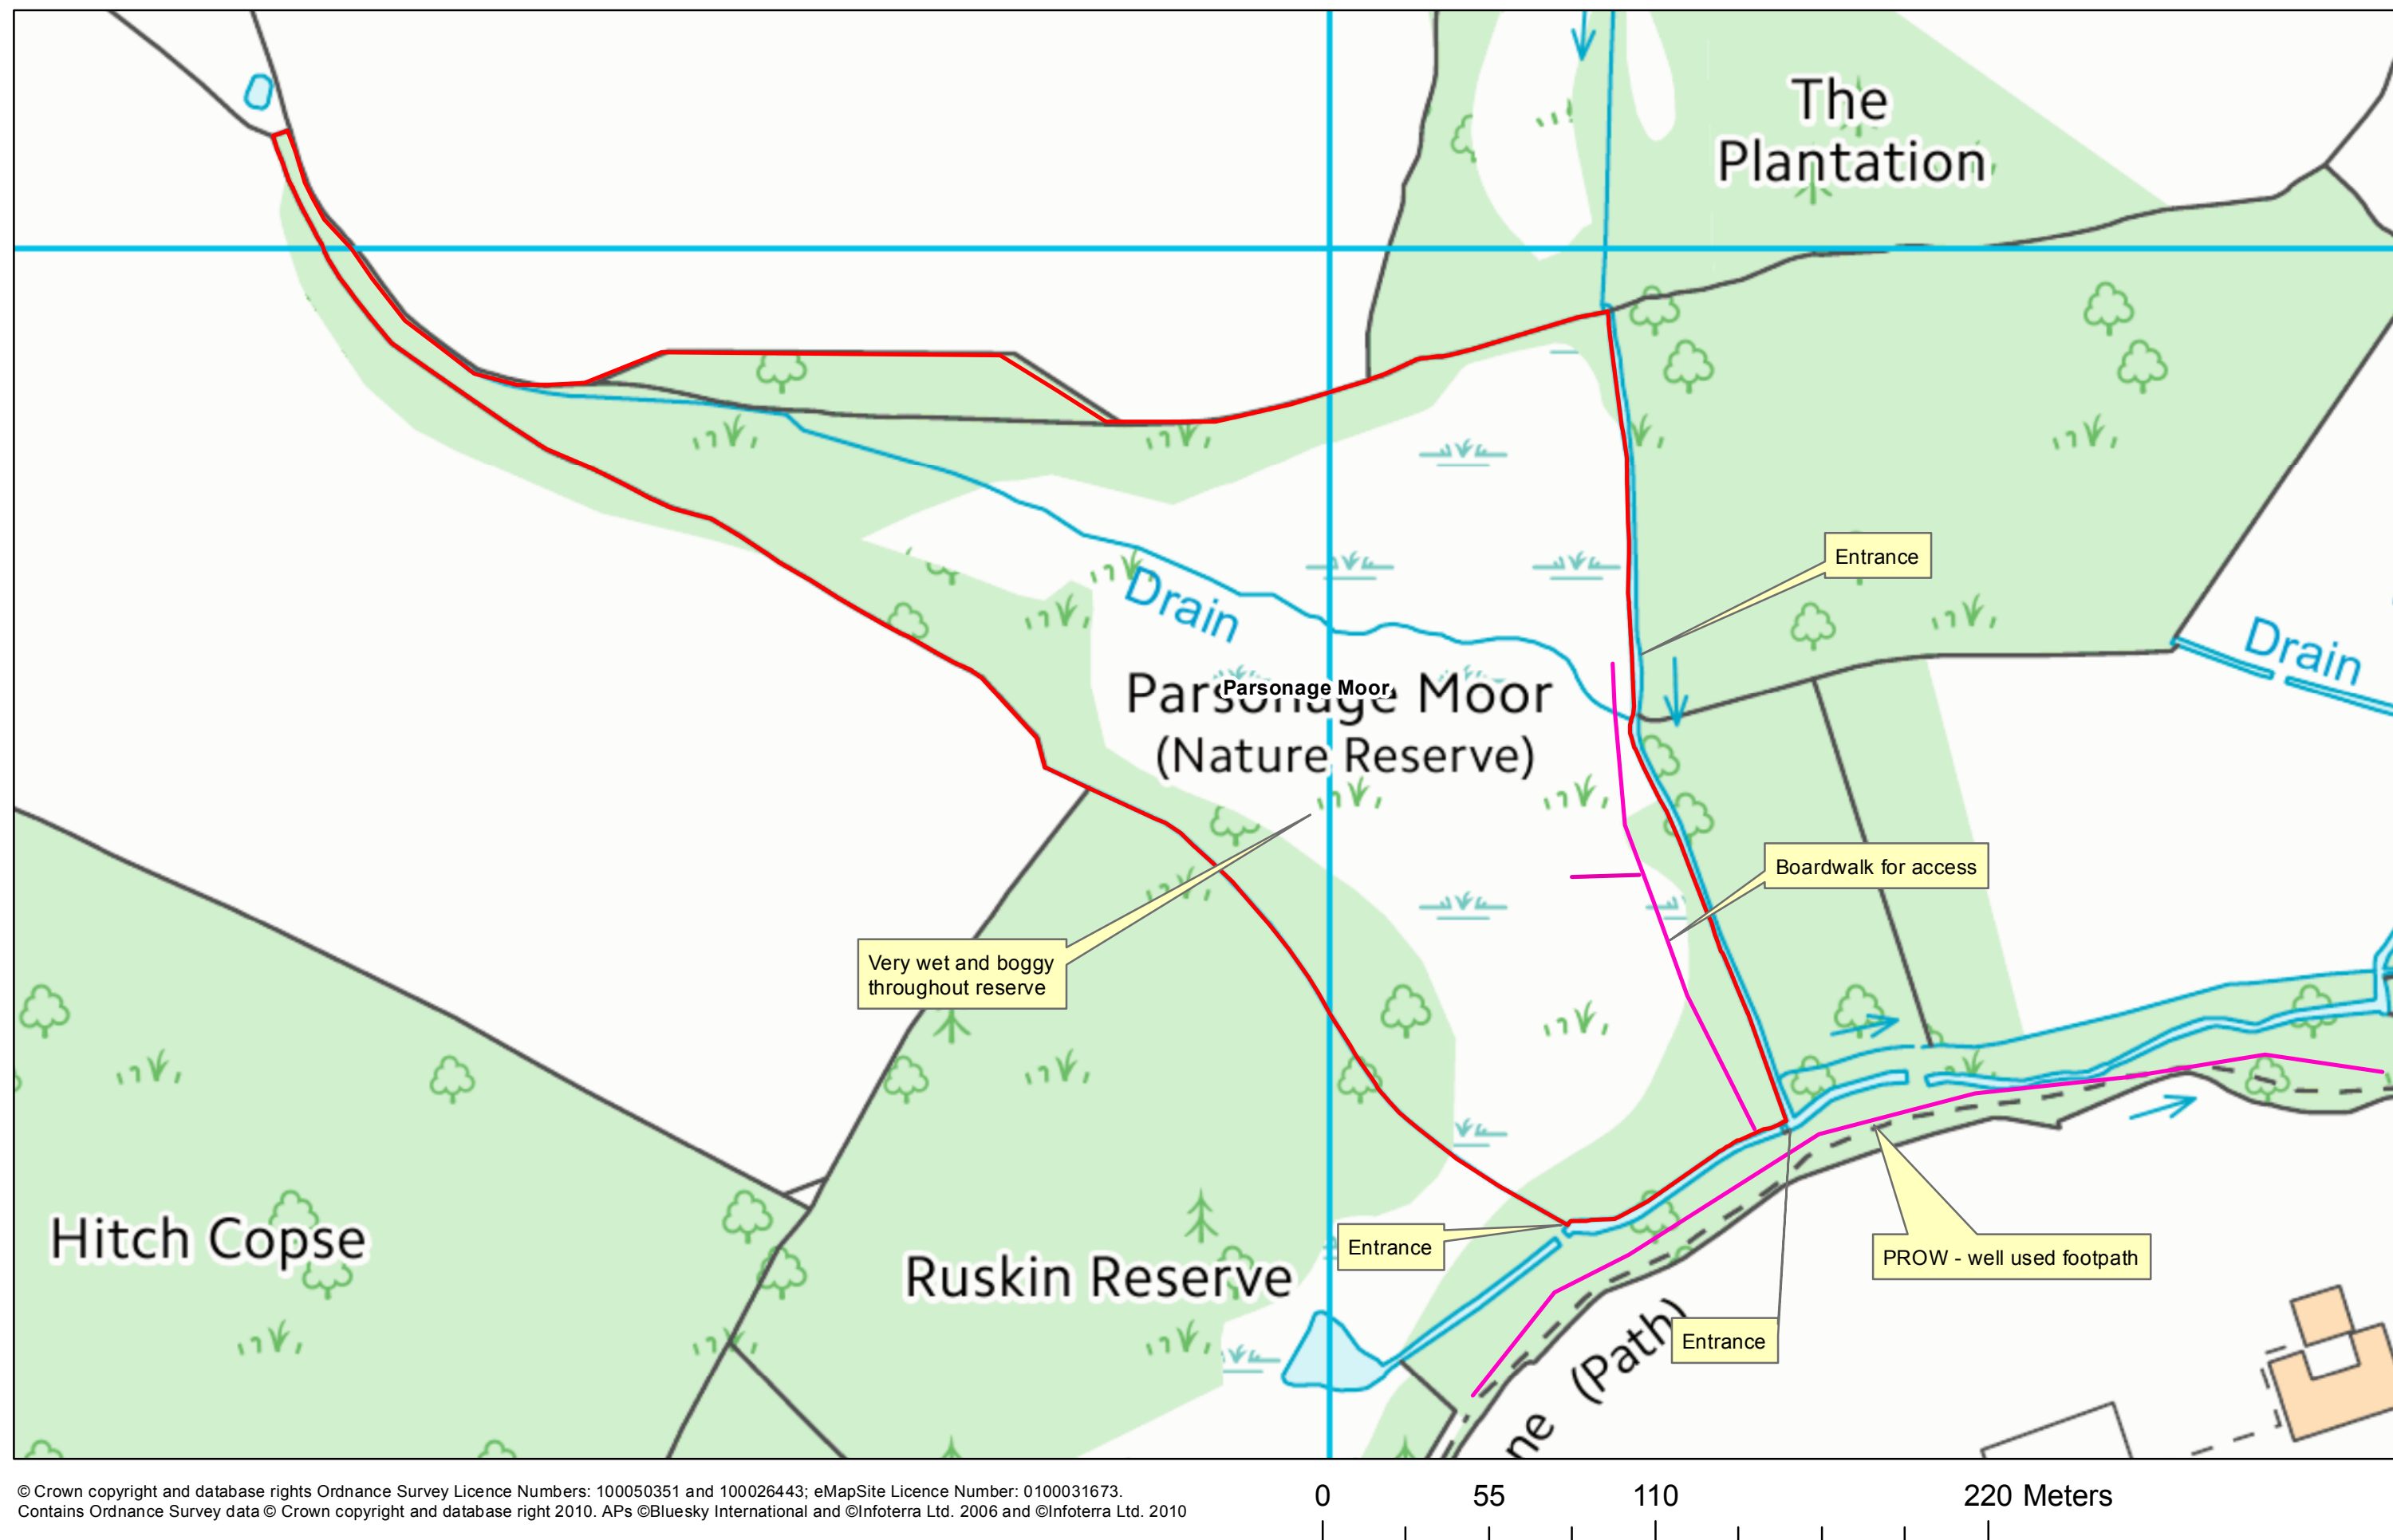 The
Plantation
Entrance
Drain
Drain
Parsonage Moor
Parsonage Moor
(Nature Reserve)
Boardwalk for access
Very wet and boggy
throughout reserve
Hitch Copse
Ruskin Reserve
Entrance
PROW - well used footpath
Entrance
(Path)
ne
© Crown copyright and database rights Ordnance Survey Licence Numbers: 100050351 and 100026443; eMapSite Licence Number: 0100031673.
Contains Ordnance Survey data © Crown copyright and database right 2010. APs ©Bluesky International and ©Infoterra Ltd. 2006 and ©Infoterra Ltd. 2010
0 55 110 220 Meters